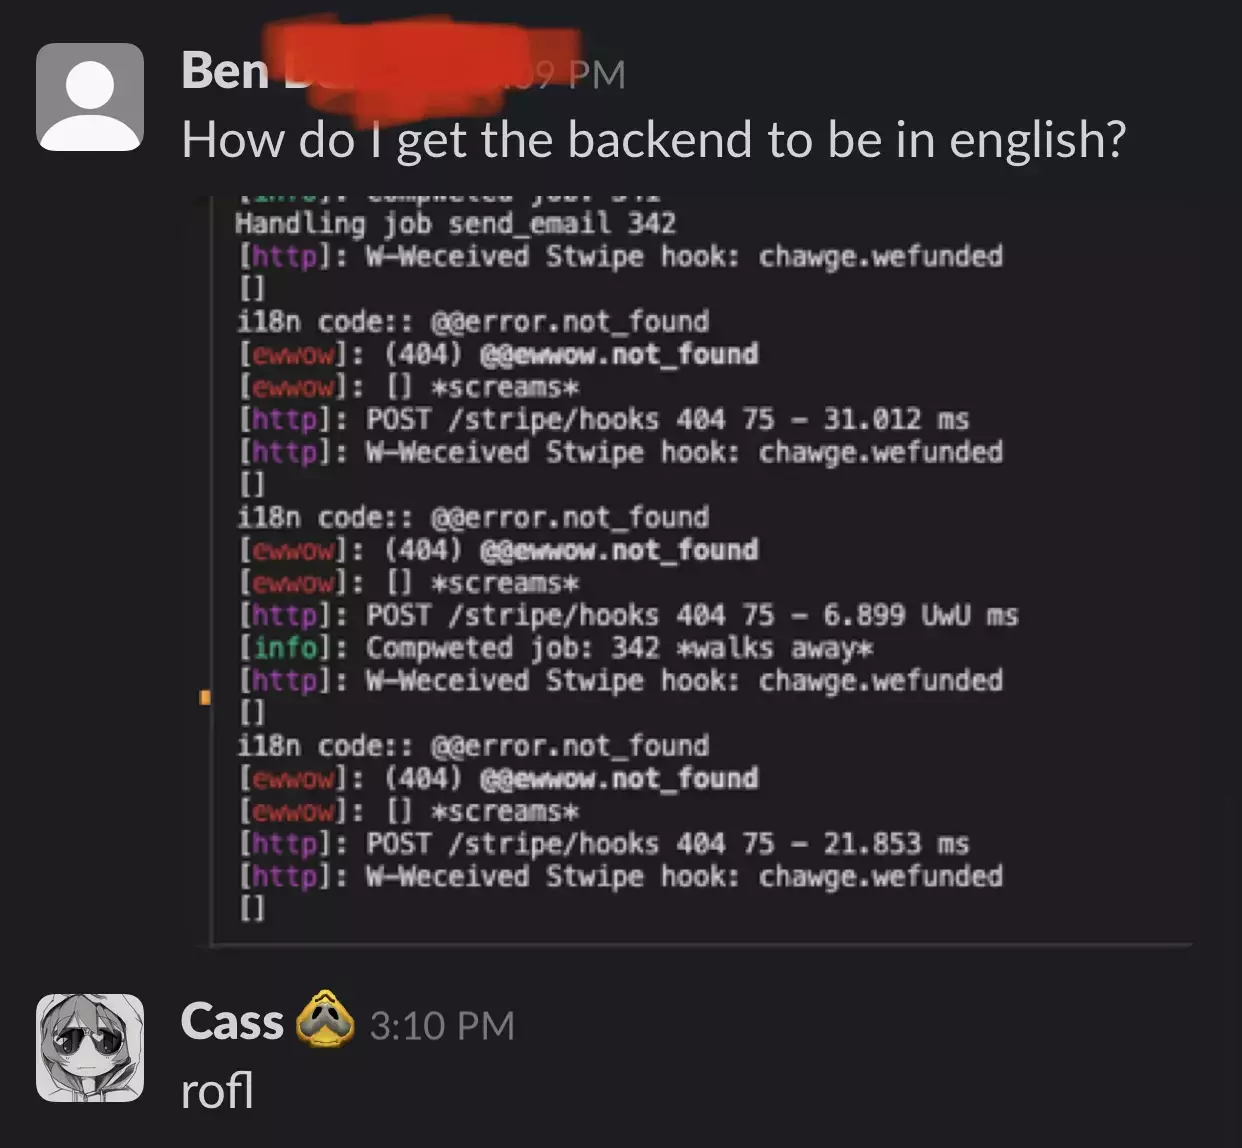 Ben
PM
How do I get the backend to be in english?
[info]: Compweted job: 342
Handling job send_email 342
[http]: W-Weceived Stwipe hook: chawge.wefunded
[]
i18n code:: @@error.not_found
[ewwow]: (404) @@ewwow.not_found
[ewwow]: [] *screams*
[http]: POST /stripe/hooks 404 75 - 31.012 ms
[http]: W-Weceived Stwipe hook: chawge.wefunded
[]
i18n code:: @@error.not_found
[ewwow]: (404) @@ewwow.not_found
[ewwow]: [] *screams*
[http]: POST /stripe/hooks 404 75 - 6.899 UwU ms
[info]: Compweted job: 342 *walks away*
[http]: W-Weceived Stwipe hook: chawge.wefunded
[]
i18n code:: @@error.not_found
[ewwow]: (404) @@ewwow.not_found
[ewwow]: [] *screams*
[http]: POST /stripe/hooks 404 75 - 21.853 ms
[http]: W-Weceived Stwipe hook: chawge.wefunded
[]
Cass 3:10 PM
rofl